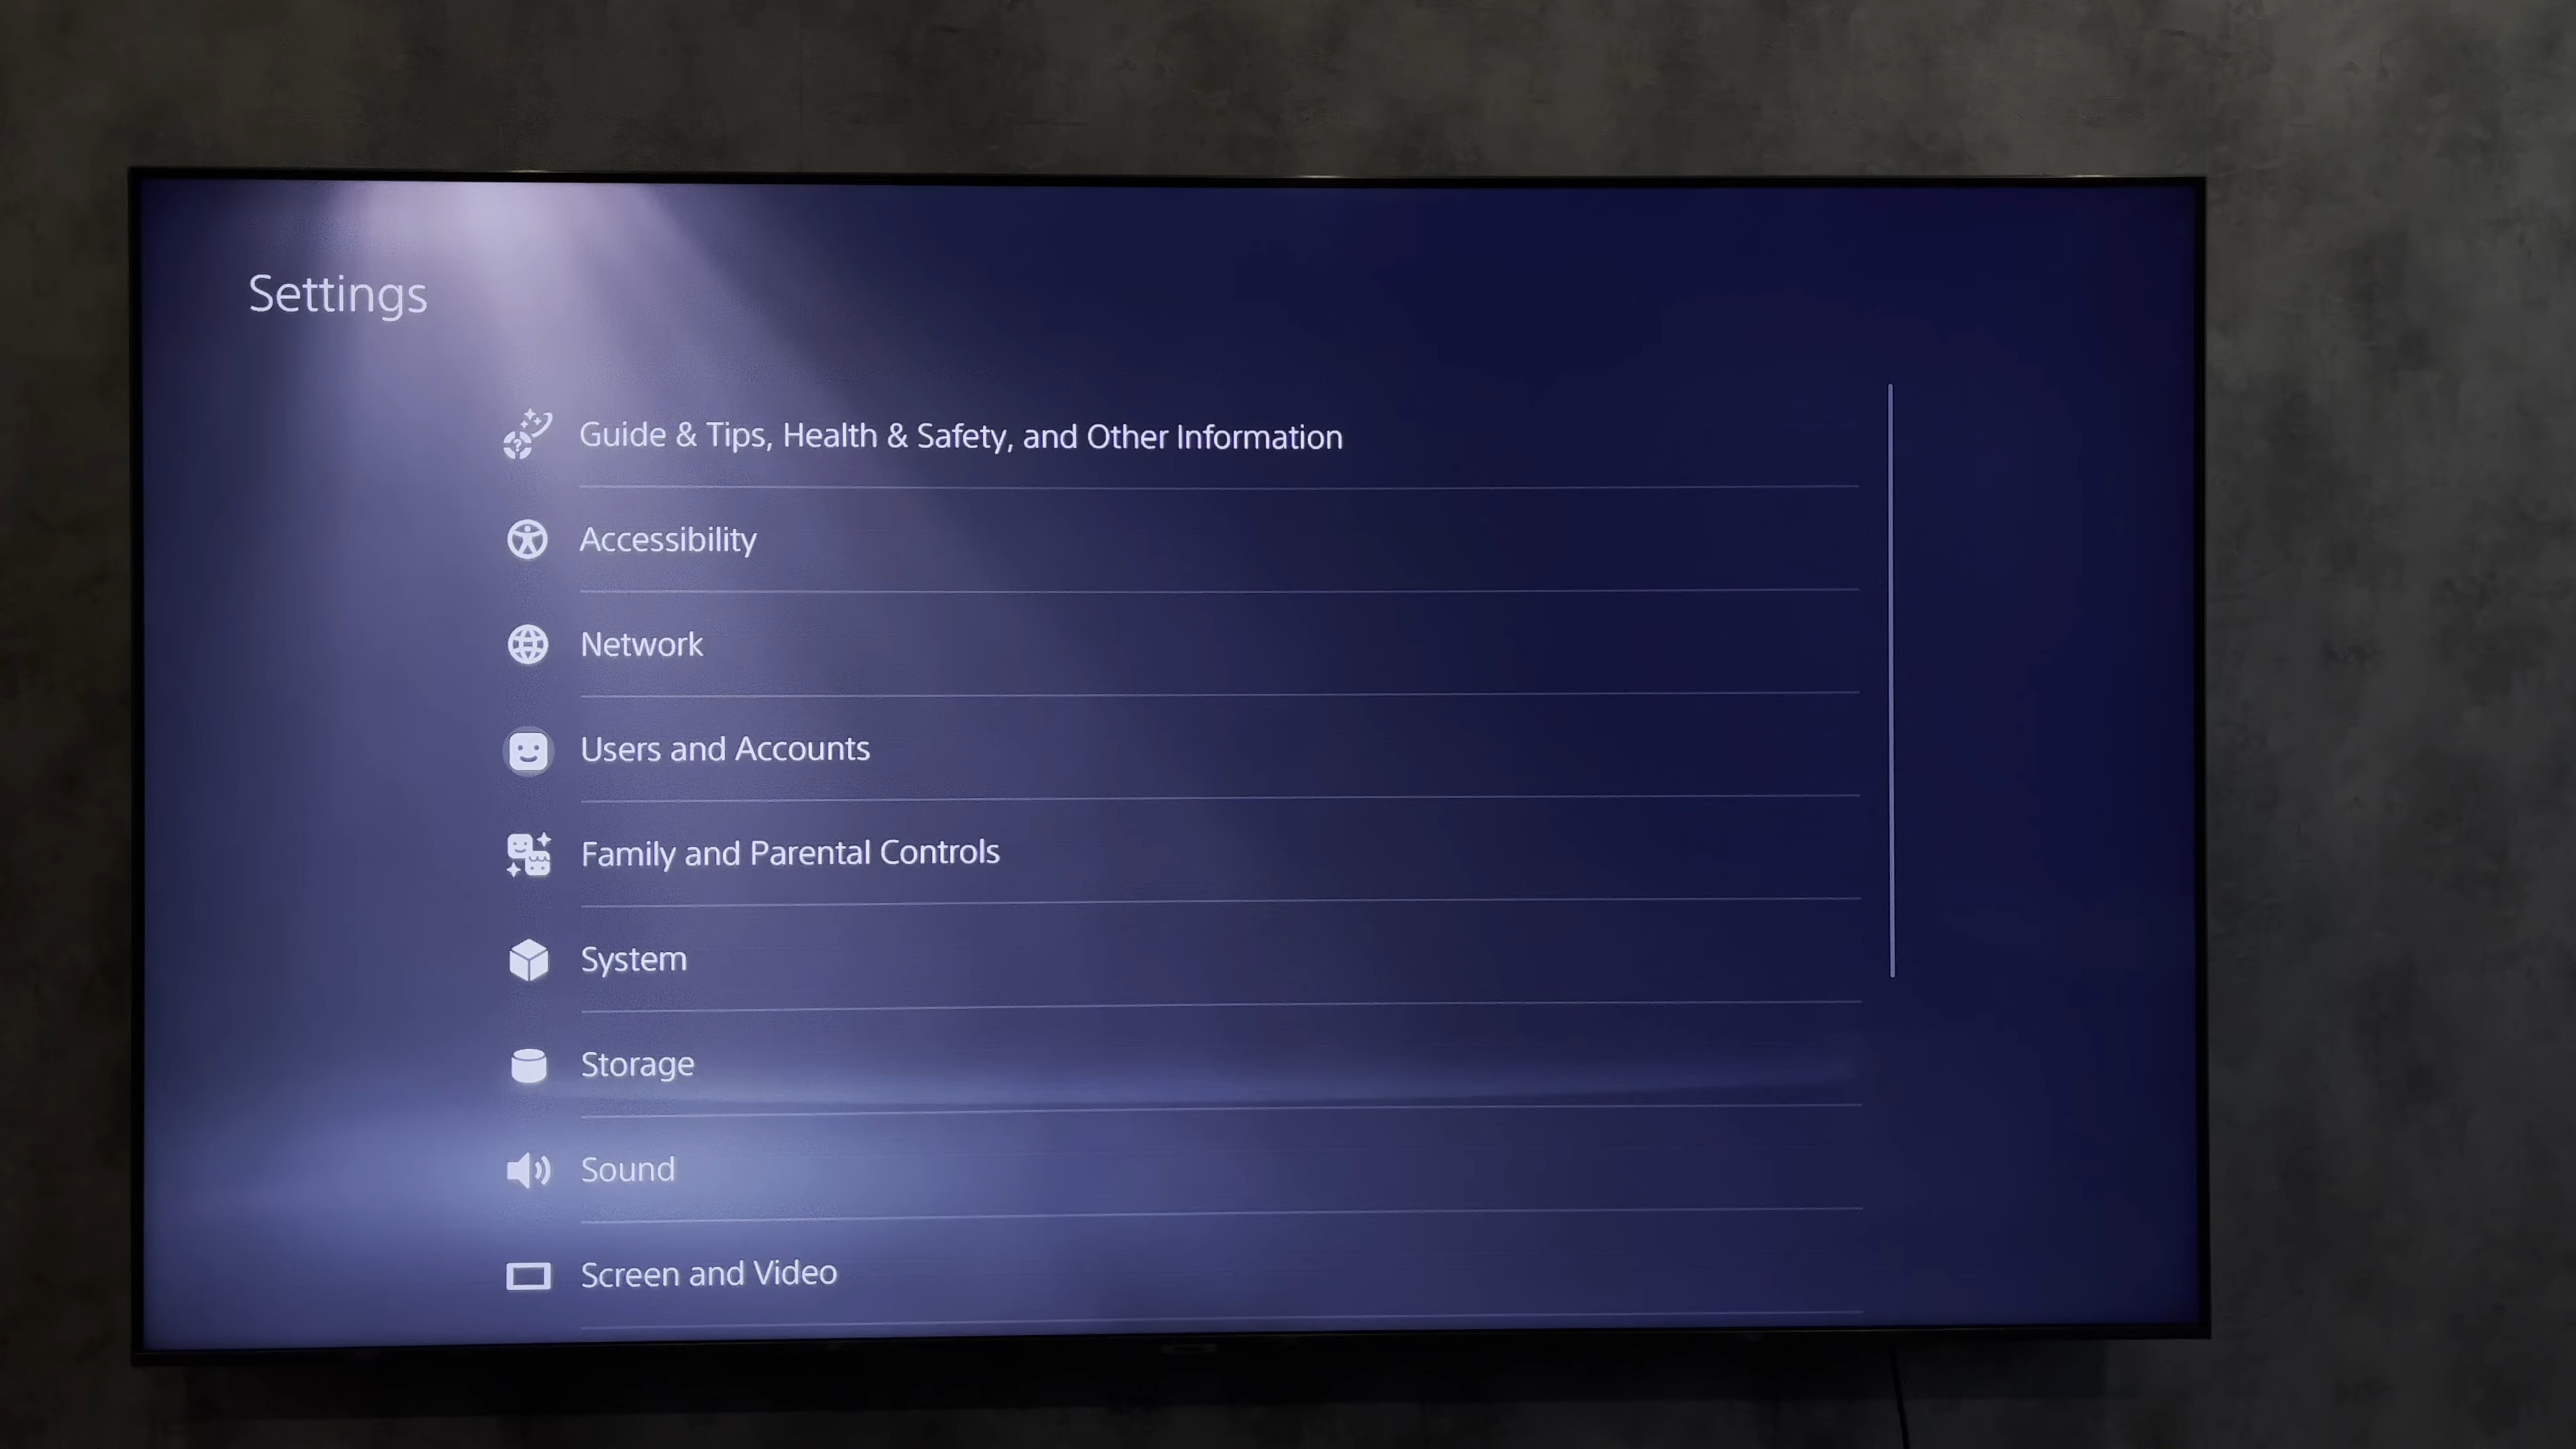 Settings
Guide & Tips, Health & Safety, and Other Information
Accessibility
Network
Users and Accounts
Family and Parental Controls
System
Storage
Sound
Screen and Video